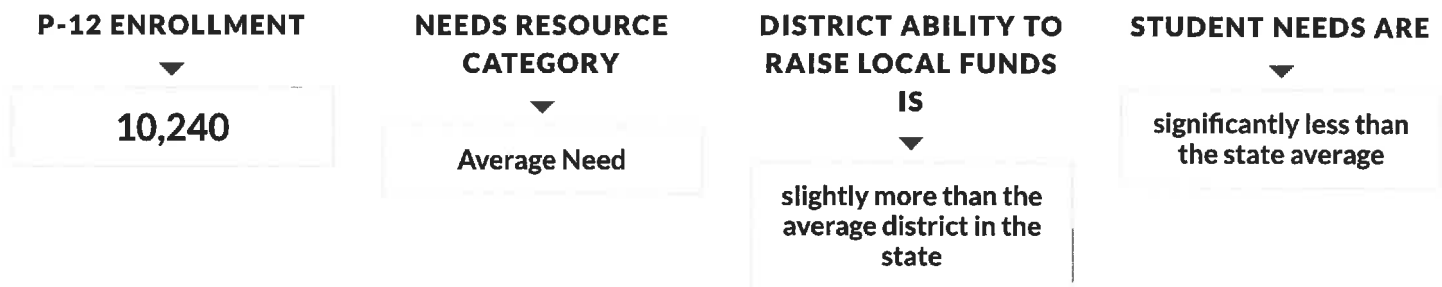 P-12 ENROLLMENT
10,240
NEEDS RESOURCE
CATEGORY
Average Need
DISTRICT ABILITY TO
RAISE LOCAL FUNDS
IS
slightly more than the
average district in the
state
STUDENT NEEDS ARE
significantly less than
the state average